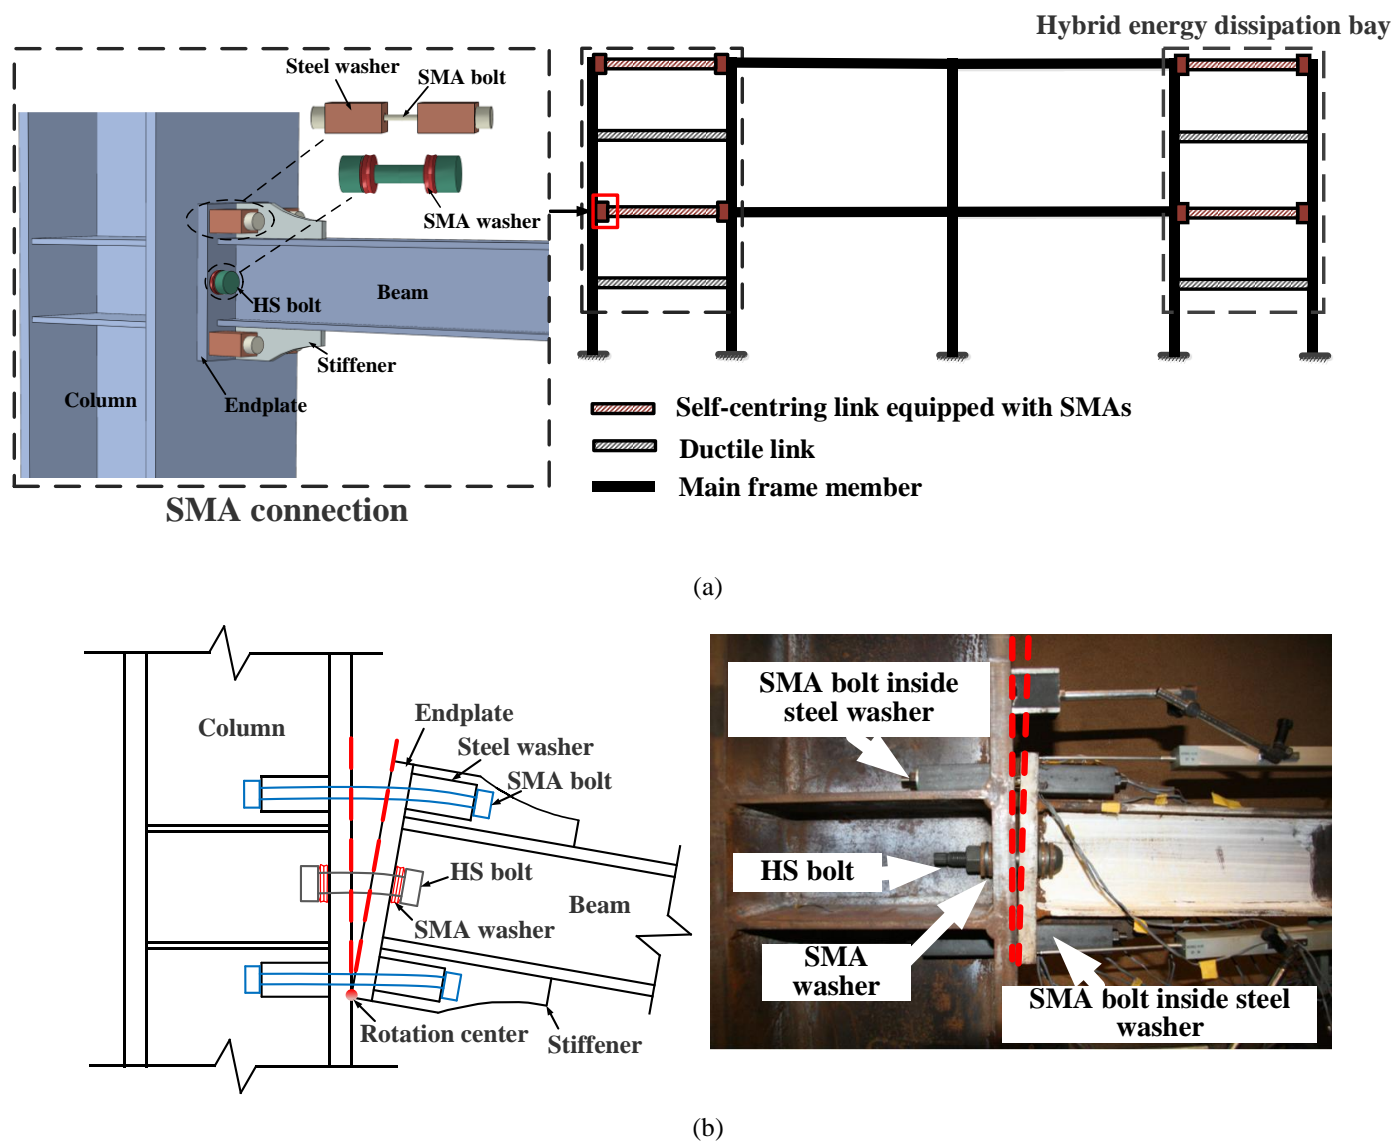 Hybrid energy dissipation bay
Steel washer
SMA bolt
SMA washer
HS bolt
Beam
Stiffener
Column
Endplate
SMA connection
Self-centring link equipped with SMAs
Ductile link
Main frame member
(a)
Column
Endplate
Steel washer
SMA bolt
HS bolt
SMA washer
Beam
Rotation center
Stiffener
SMA bolt inside
steel washer
HS bolt
SMA
washer
SMA bolt inside steel
washer
(b)